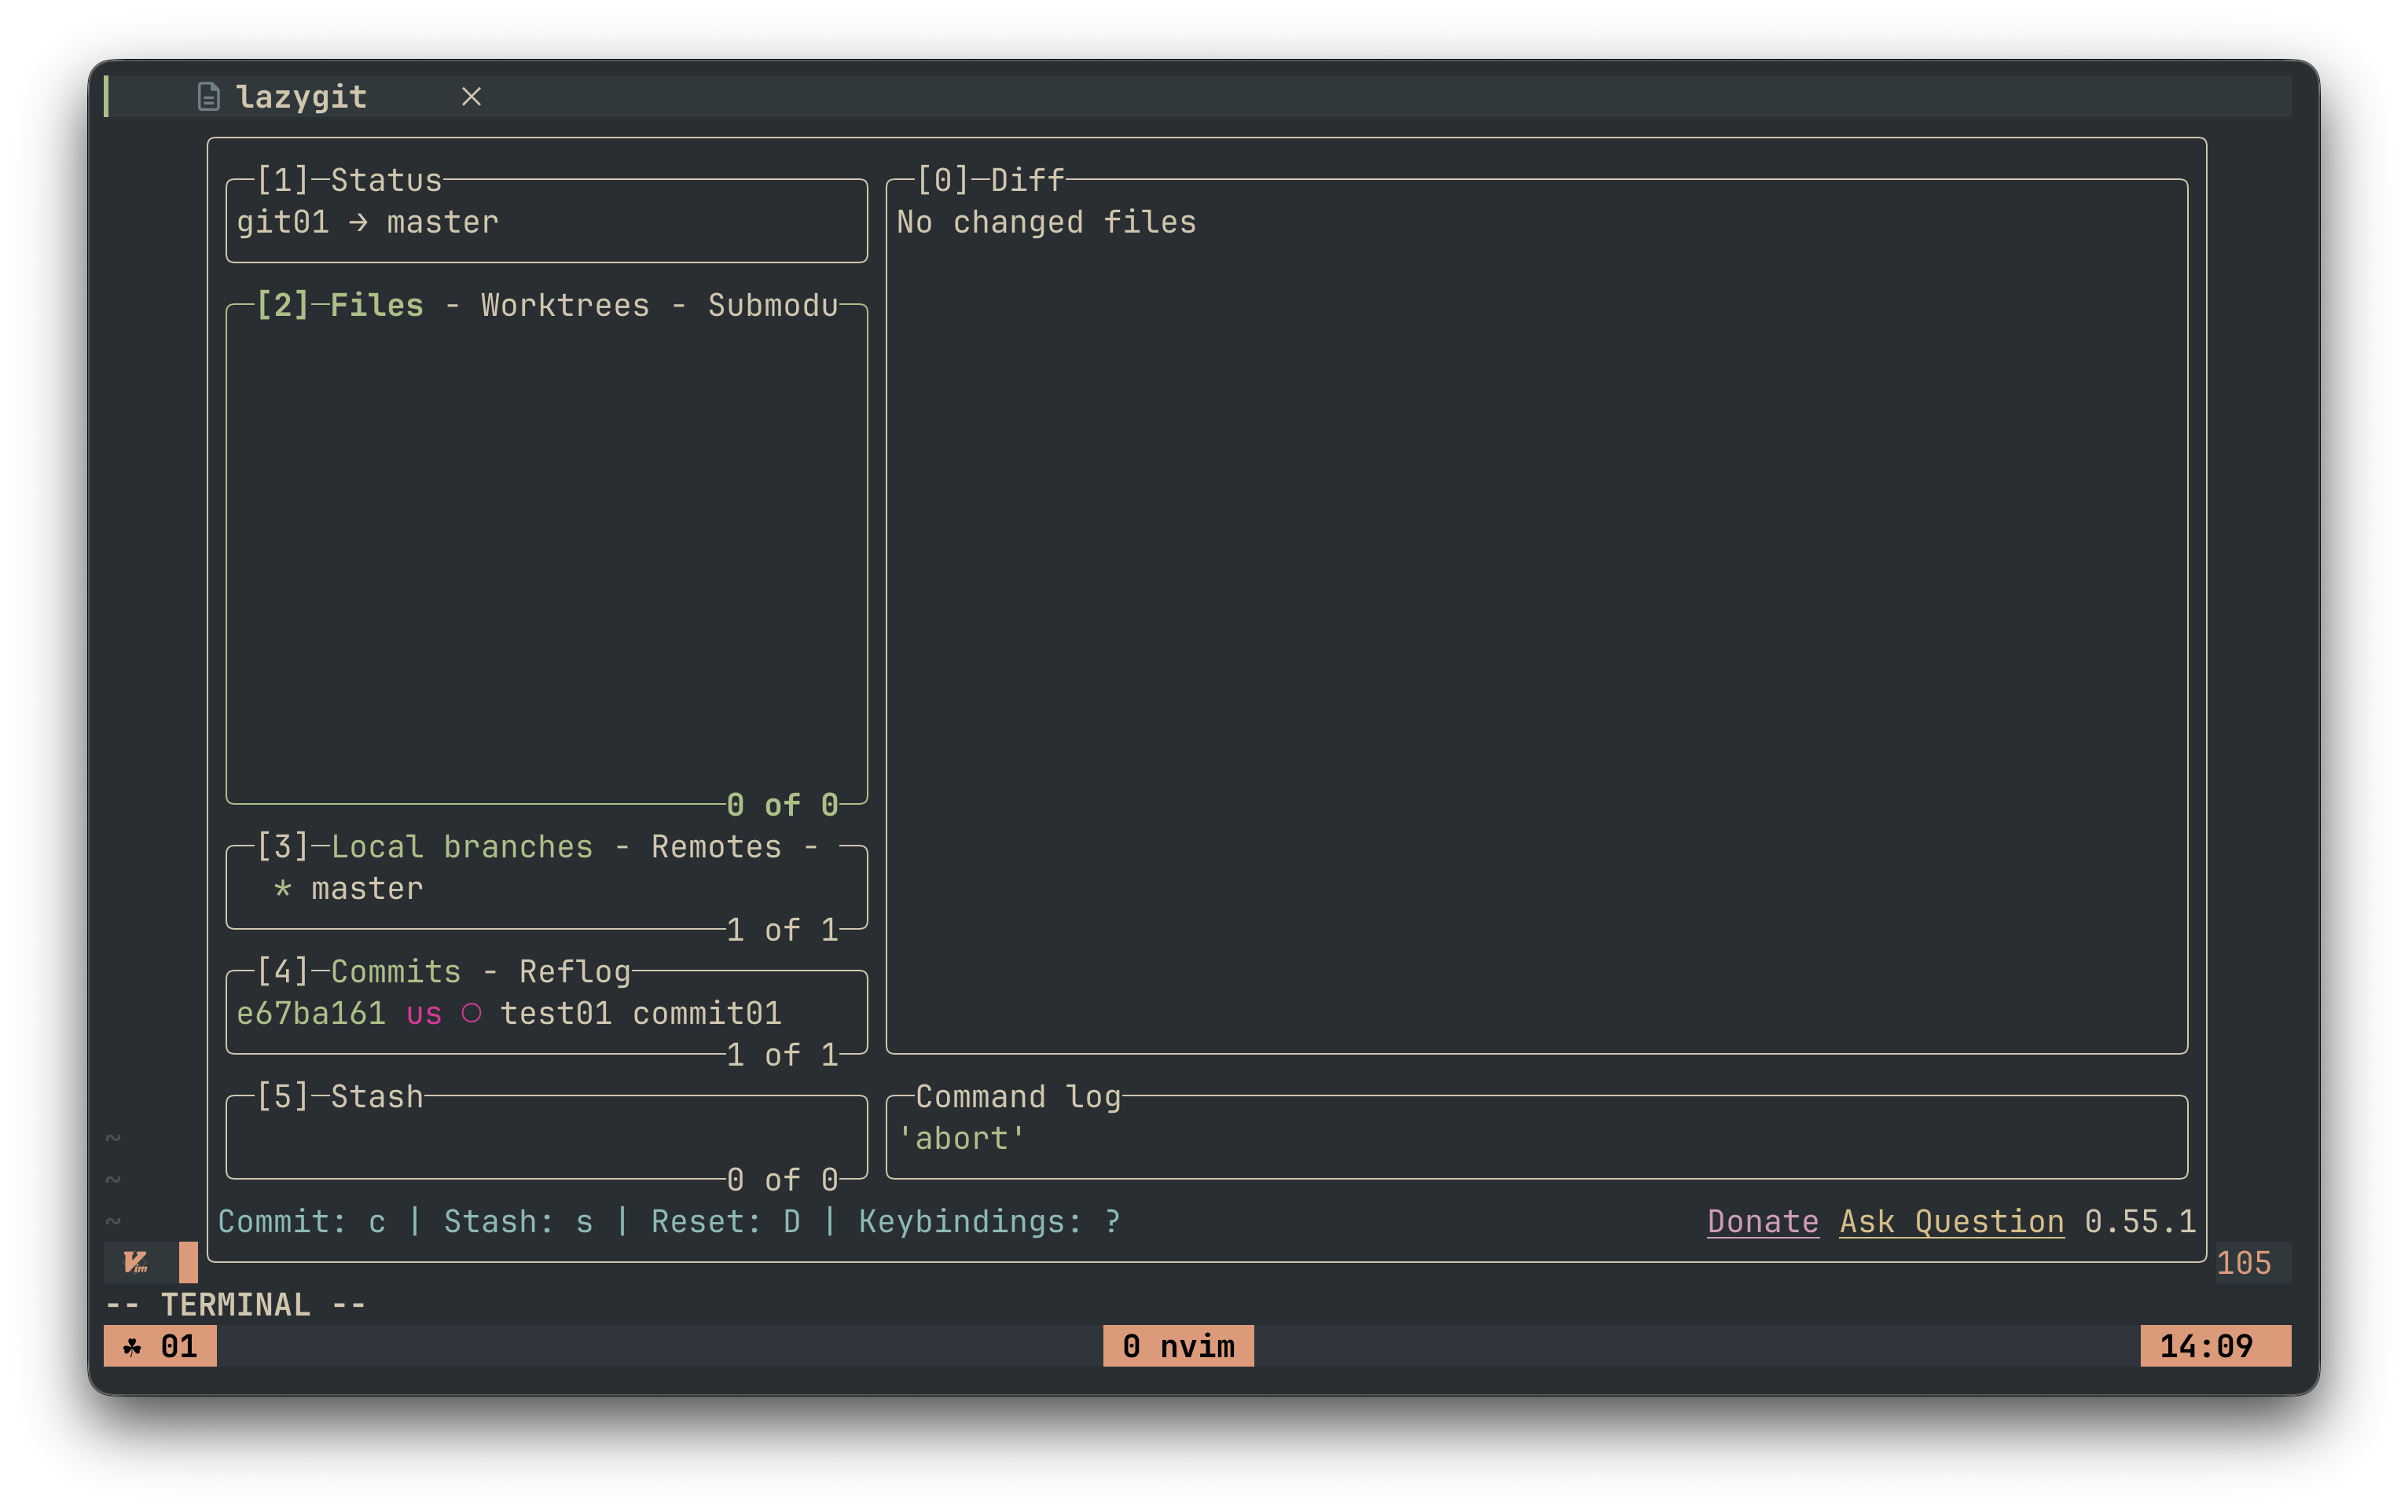 lazygit ×
[1] Status
git01 → master
[2] Files - Worktrees - Submodu
0 of 0
[3] Local branches - Remotes -
* master
1 of 1
[4] Commits - Reflog
e67ba161 us ○ test01 commit01
1 of 1
[5] Stash
0 of 0
[0] Diff
No changed files
Command log
'abort'
~
~
~
Commit: c | Stash: s | Reset: D | Keybindings: ?
Donate Ask Question 0.55.1
Vim
105
-- TERMINAL --
☘ 01
0 nvim
14:09